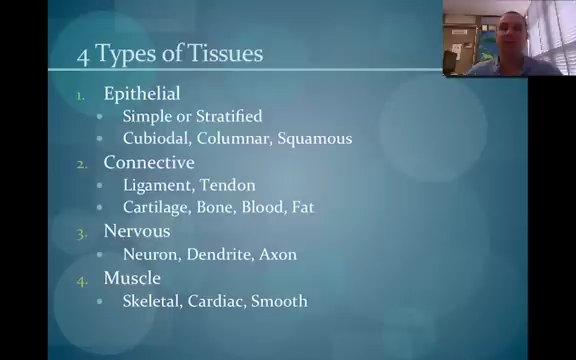 4 Types of Tissues
1. Epithelial
• Simple or Stratified
• Cubiodal, Columnar, Squamous
2. Connective
• Ligament, Tendon
• Cartilage, Bone, Blood, Fat
3. Nervous
• Neuron, Dendrite, Axon
4. Muscle
• Skeletal, Cardiac, Smooth